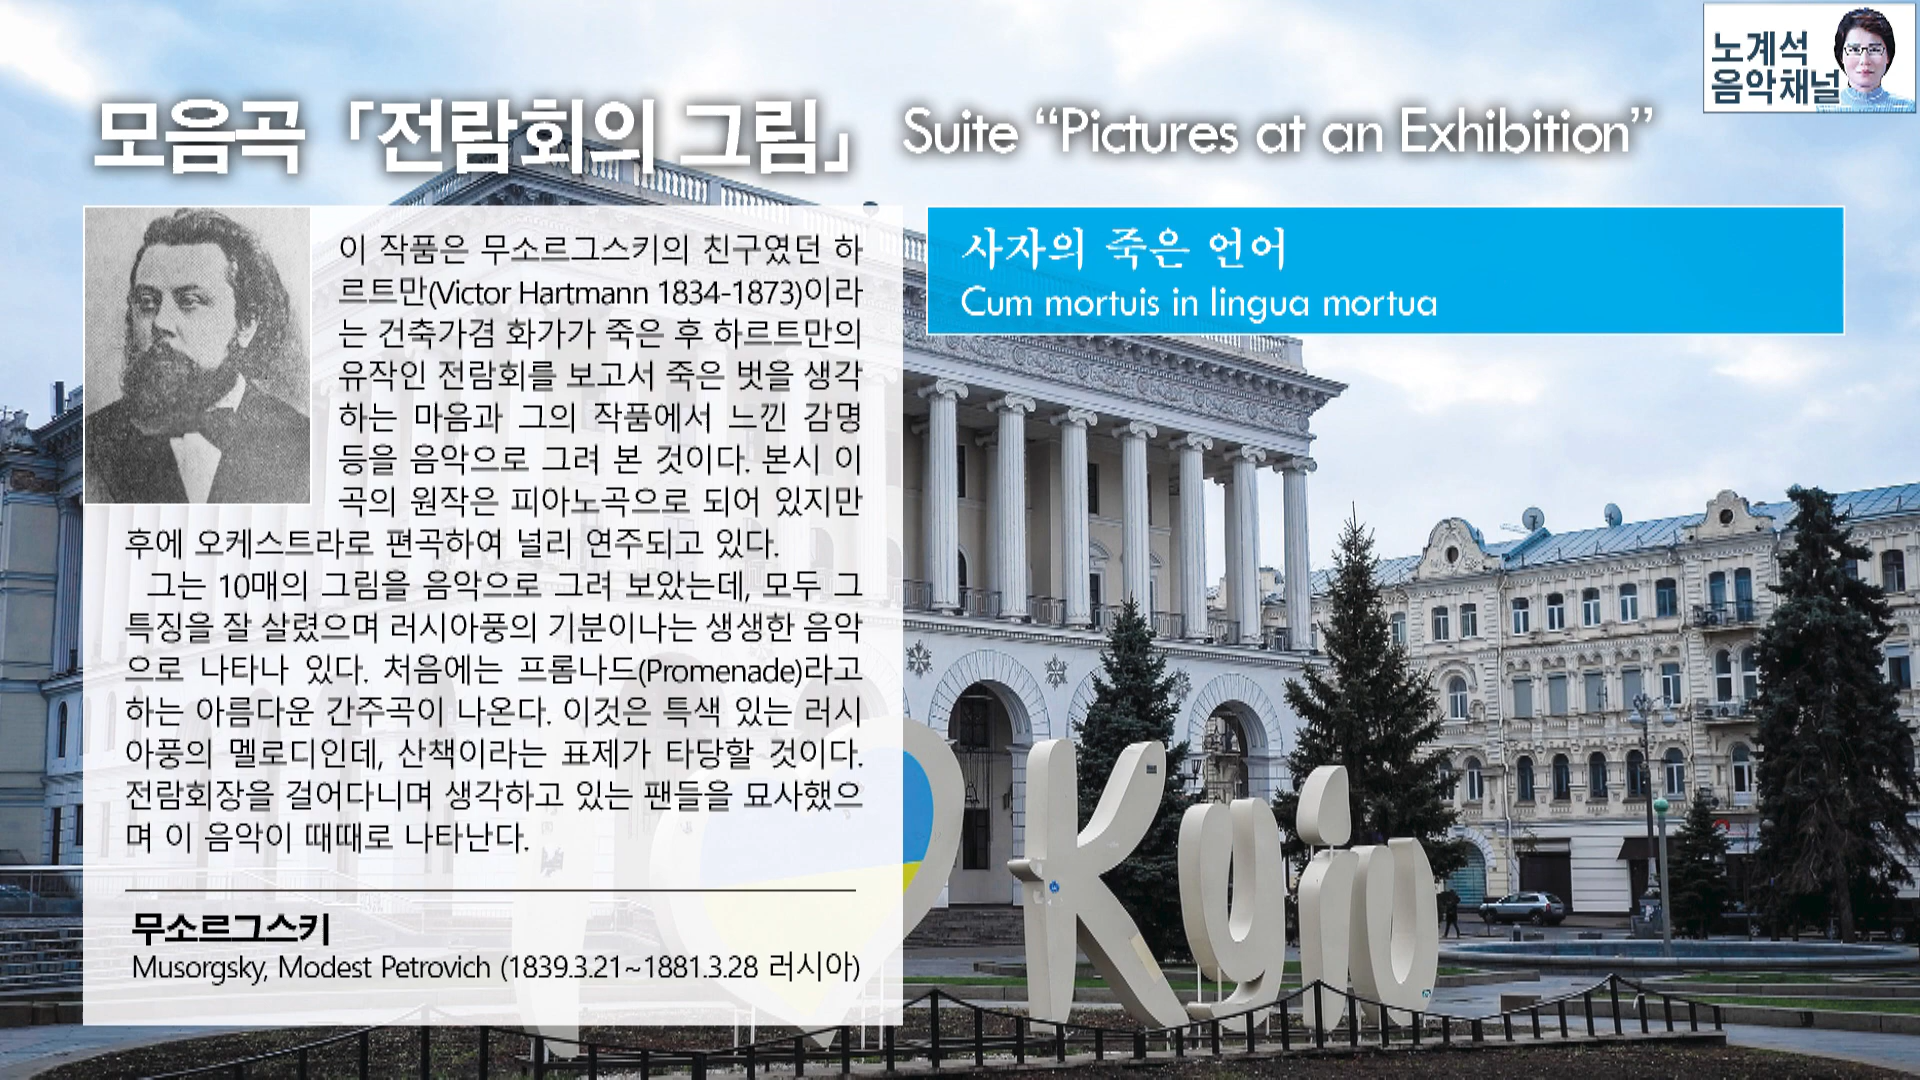 노계석
음악채널
모음곡「전람회의 그림」 Suite “Pictures at an Exhibition”
이 작품은 무소르그스키의 친구였던 하
르트만(Victor Hartmann 1834-1873)이라
는 건축가겸 화가가 죽은 후 하르트만의
유작인 전람회를 보고서 죽은 벗을 생각
하는 마음과 그의 작품에서 느낀 감명
등을 음악으로 그려 본 것이다. 본시 이
곡의 원작은 피아노곡으로 되어 있지만
후에 오케스트라로 편곡하여 널리 연주되고 있다.
그는 10매의 그림을 음악으로 그려 보았는데, 모두 그
특징을 잘 살렸으며 러시아풍의 기분이나는 생생한 음악
으로 나타나 있다. 처음에는 프롬나드(Promenade)라고
하는 아름다운 간주곡이 나온다. 이것은 특색 있는 러시
아풍의 멜로디인데, 산책이라는 표제가 타당할 것이다.
전람회장을 걸어다니며 생각하고 있는 팬들을 묘사했으
며 이 음악이 때때로 나타난다.
무소르그스키
Musorgsky, Modest Petrovich (1839.3.21~1881.3.28 러시아)
사자의 죽은 언어
Cum mortuis in lingua mortua
Kyiv